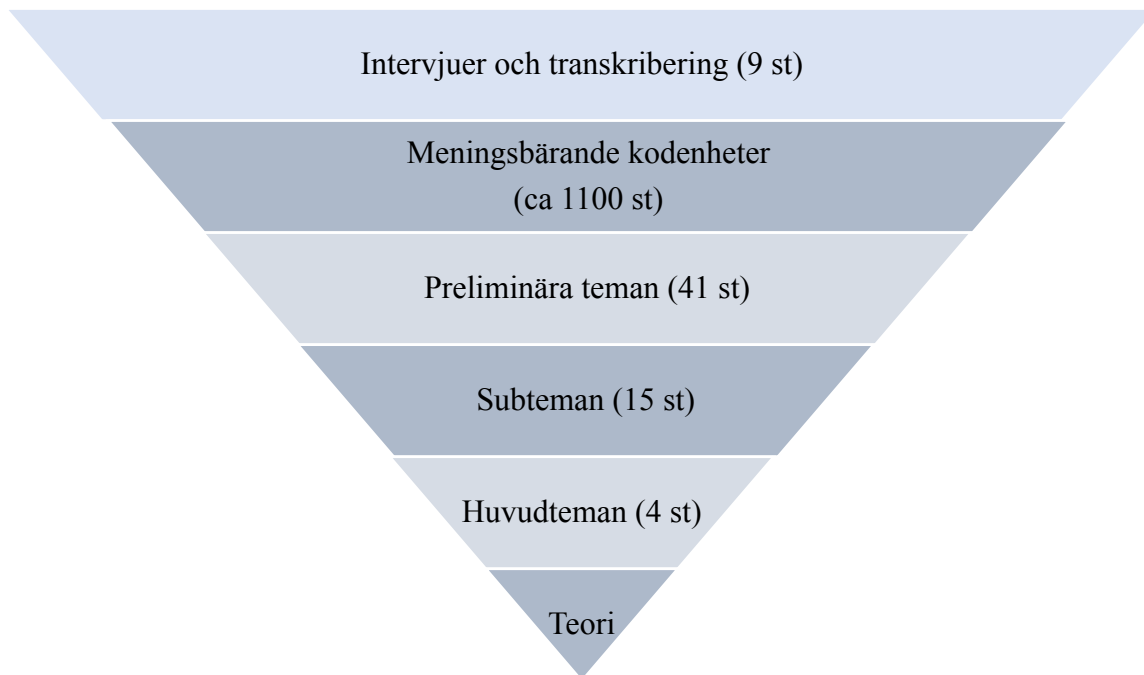 Intervjuer och transkribering (9 st)
Meningsbärande kodenheter
(ca 1100 st)
Preliminära teman (41 st)
Subteman (15 st)
Huvudteman (4 st)
Teori